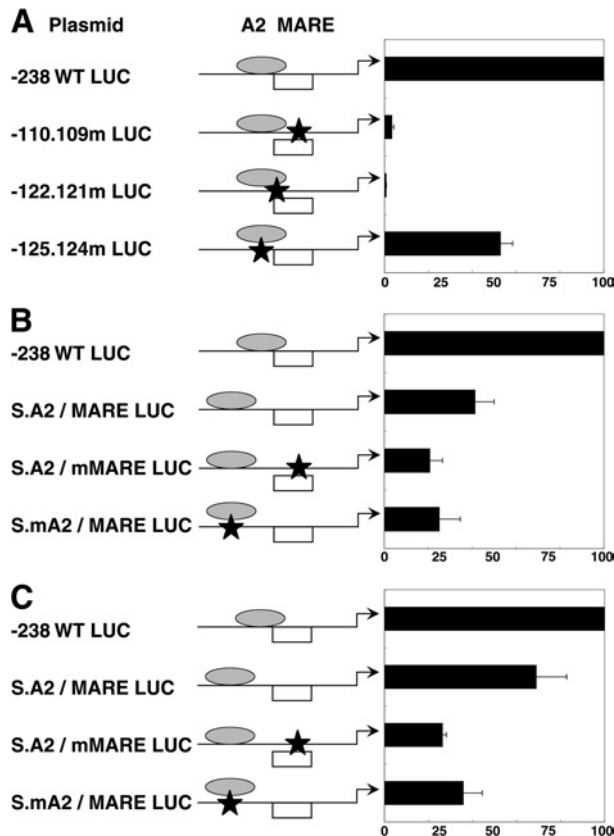 A Plasmid A2 MARE
-238 WT LUC
-110.109m LUC
-122.121m LUC
-125.124m LUC
0 25 50 75 100
B
-238 WT LUC
S.A2 / MARE LUC
S.A2 / mMARE LUC
S.mA2 / MARE LUC
0 25 50 75 100
C
-238 WT LUC
S.A2 / MARE LUC
S.A2 / mMARE LUC
S.mA2 / MARE LUC
0 25 50 75 100